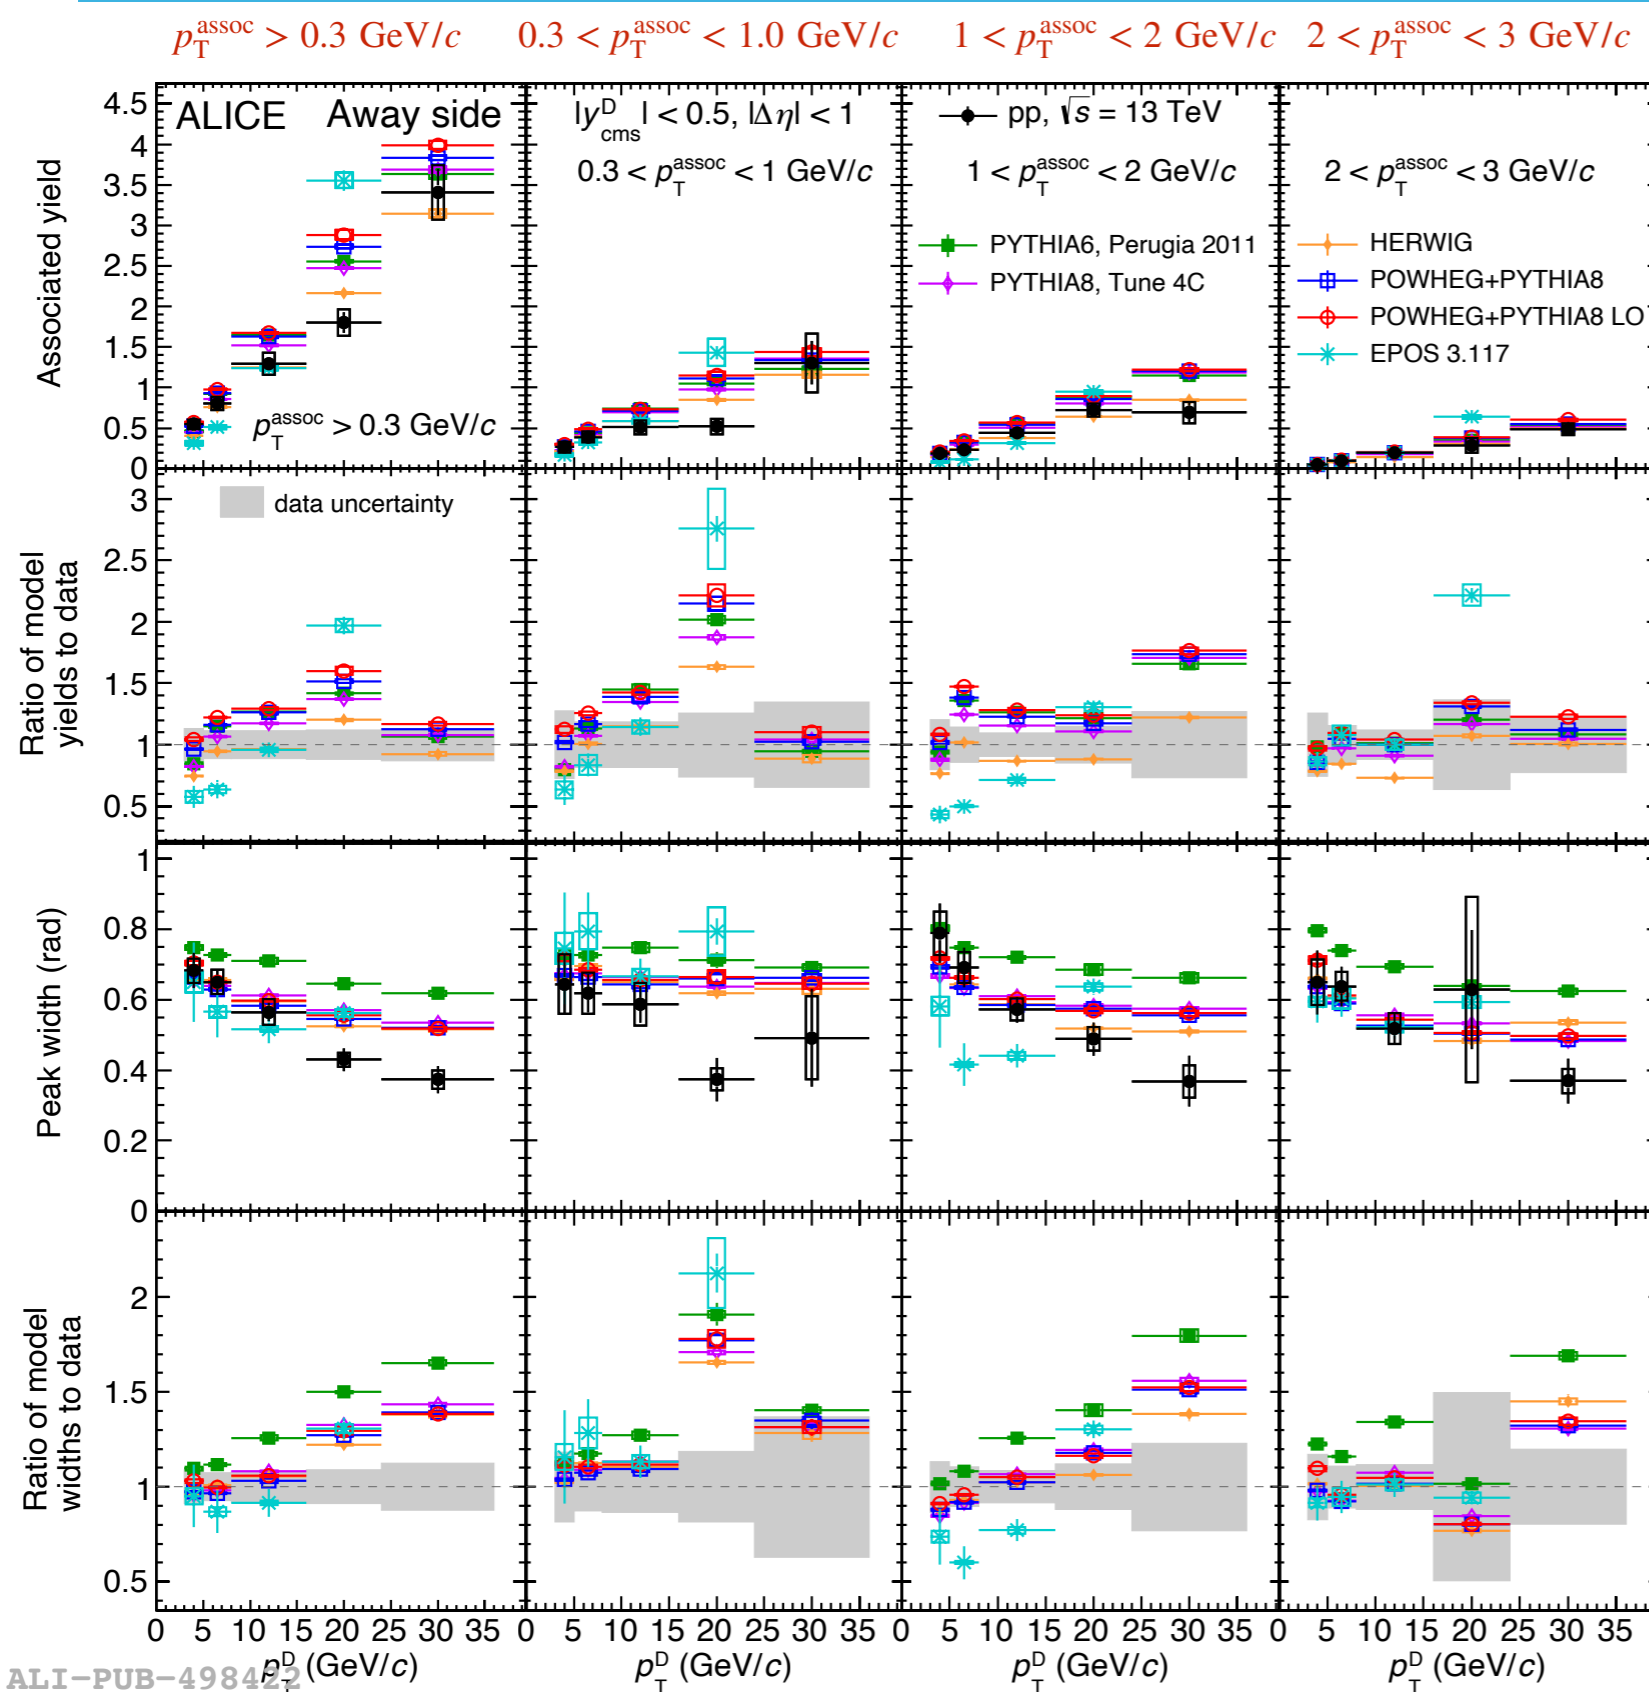 p_T^assoc > 0.3 GeV/c 0.3 < p_T^assoc < 1.0 GeV/c 1 < p_T^assoc < 2 GeV/c 2 < p_T^assoc < 3 GeV/c
ALICE Away side
|y^D_cms| < 0.5, |Δη| < 1
pp, √s = 13 TeV
0.3 < p_T^assoc < 1 GeV/c
1 < p_T^assoc < 2 GeV/c
2 < p_T^assoc < 3 GeV/c
PYTHIA6, Perugia 2011
PYTHIA8, Tune 4C
HERWIG
POWHEG+PYTHIA8
POWHEG+PYTHIA8 LO
EPOS 3.117
p_T^assoc > 0.3 GeV/c
Associated yield
4.5
4
3.5
3
2.5
2
1.5
1
0.5
0
data uncertainty
Ratio of model
yields to data
3
2.5
2
1.5
1
0.5
Peak width (rad)
1
0.8
0.6
0.4
0.2
0
Ratio of model
widths to data
2
1.5
1
0.5
0 5 10 15 20 25 30 35 0 5 10 15 20 25 30 35 0 5 10 15 20 25 30 35 0 5 10 15 20 25 30 35
p_T^D (GeV/c) p_T^D (GeV/c) p_T^D (GeV/c) p_T^D (GeV/c)
ALI-PUB-498422